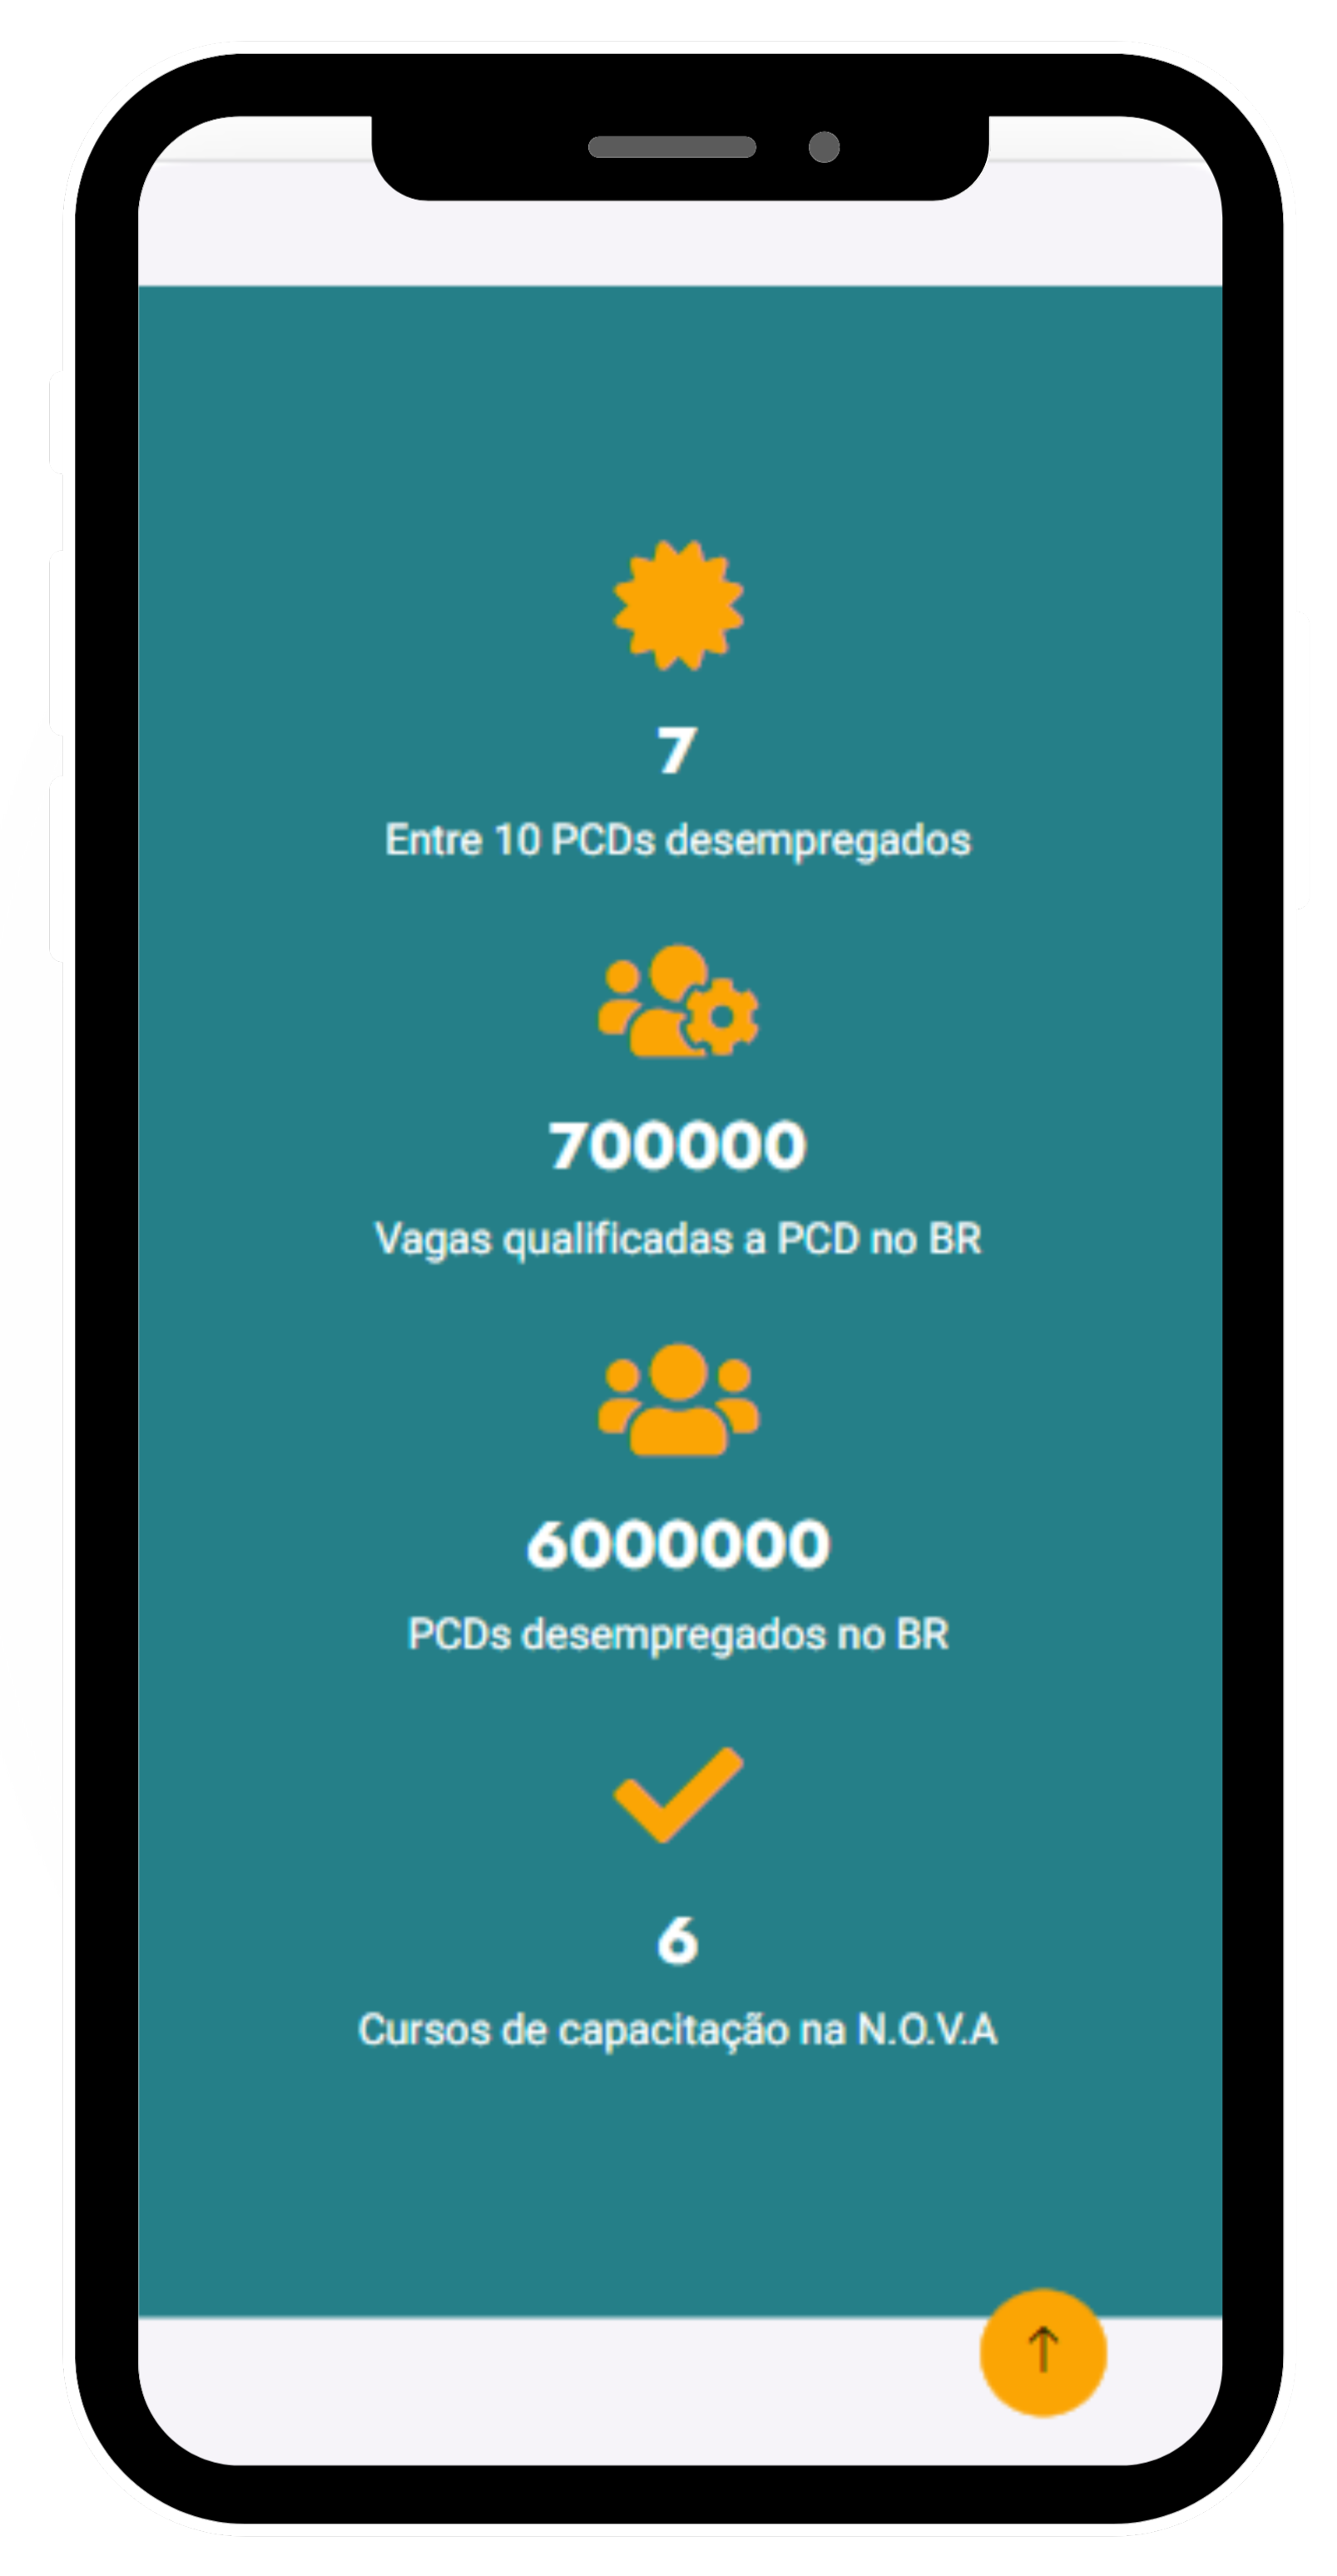 7
Entre 10 PCDs desempregados
700000
Vagas qualificadas a PCD no BR
6000000
PCDs desempregados no BR
6
Cursos de capacitação na N.O.V.A